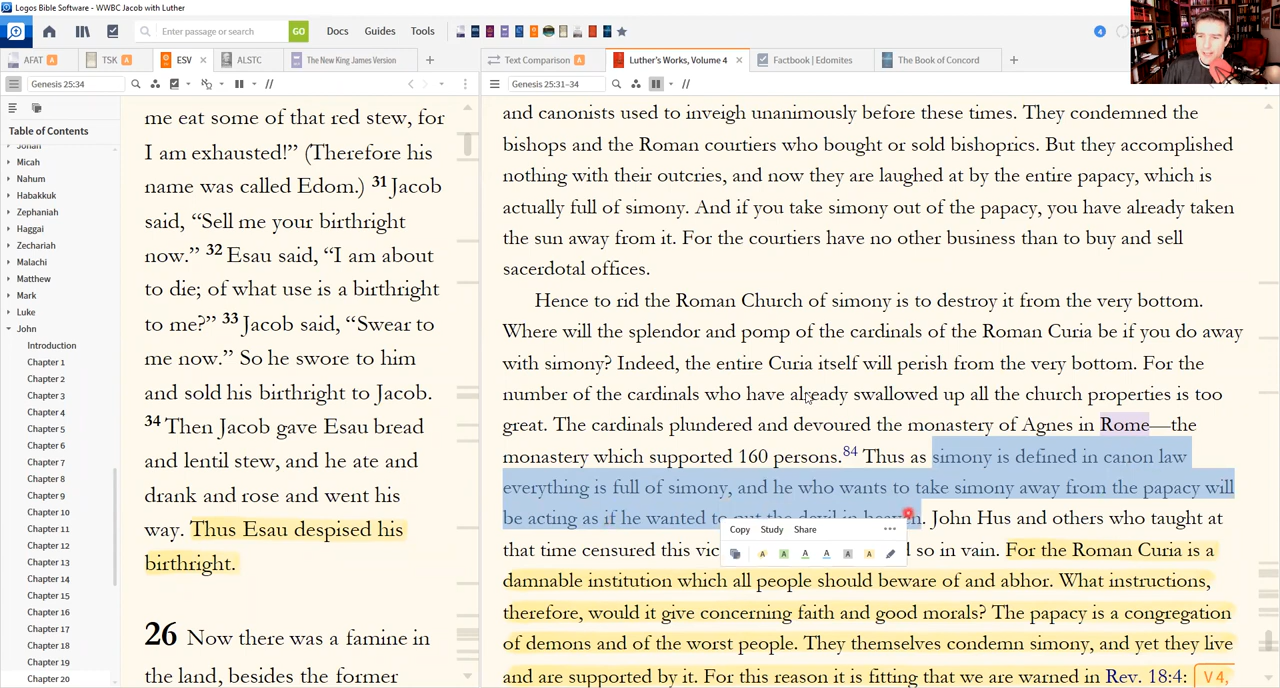 Logos Bible Software - WWBC Jacob with Luther
Enter passage or search
GO
Docs
Guides
Tools
4
AFAT A
TSK A
ESV
ALSTC
The New King James Version
Text Comparison A
Luther's Works, Volume 4
Factbook | Edomites
The Book of Concord
Genesis 25:34
Genesis 25:31–34
Table of Contents
Jonah
Micah
Nahum
Habakkuk
Zephaniah
Haggai
Zechariah
Malachi
Matthew
Mark
Luke
John
Introduction
Chapter 1
Chapter 2
Chapter 3
Chapter 4
Chapter 5
Chapter 6
Chapter 7
Chapter 8
Chapter 9
Chapter 10
Chapter 11
Chapter 12
Chapter 13
Chapter 14
Chapter 15
Chapter 16
Chapter 17
Chapter 18
Chapter 19
Chapter 20
me eat some of that red stew, for
I am exhausted!” (Therefore his
name was called Edom.) 31 Jacob
said, “Sell me your birthright
now.” 32 Esau said, “I am about
to die; of what use is a birthright
to me?” 33 Jacob said, “Swear to
me now.” So he swore to him
and sold his birthright to Jacob.
34 Then Jacob gave Esau bread
and lentil stew, and he ate and
drank and rose and went his
way. Thus Esau despised his
birthright.
26 Now there was a famine in
the land, besides the former
and canonists used to inveigh unanimously before these times. They condemned the
bishops and the Roman courtiers who bought or sold bishoprics. But they accomplished
nothing with their outcries, and now they are laughed at by the entire papacy, which is
actually full of simony. And if you take simony out of the papacy, you have already taken
the sun away from it. For the courtiers have no other business than to buy and sell
sacerdotal offices.
Hence to rid the Roman Church of simony is to destroy it from the very bottom.
Where will the splendor and pomp of the cardinals of the Roman Curia be if you do away
with simony? Indeed, the entire Curia itself will perish from the very bottom. For the
number of the cardinals who have already swallowed up all the church properties is too
great. The cardinals plundered and devoured the monastery of Agnes in Rome—the
monastery which supported 160 persons.84 Thus as simony is defined in canon law
everything is full of simony, and he who wants to take simony away from the papacy will
be acting as if he wanted to put the devil in heaven. John Hus and others who taught at
that time censured this so in vain. For the Roman Curia is a
damnable institution which all people should beware of and abhor. What instructions,
therefore, would it give concerning faith and good morals? The papacy is a congregation
of demons and of the worst people. They themselves condemn simony, and yet they live
and are supported by it. For this reason it is fitting that we are warned in Rev. 18:4: V 4,
Copy
Study
Share